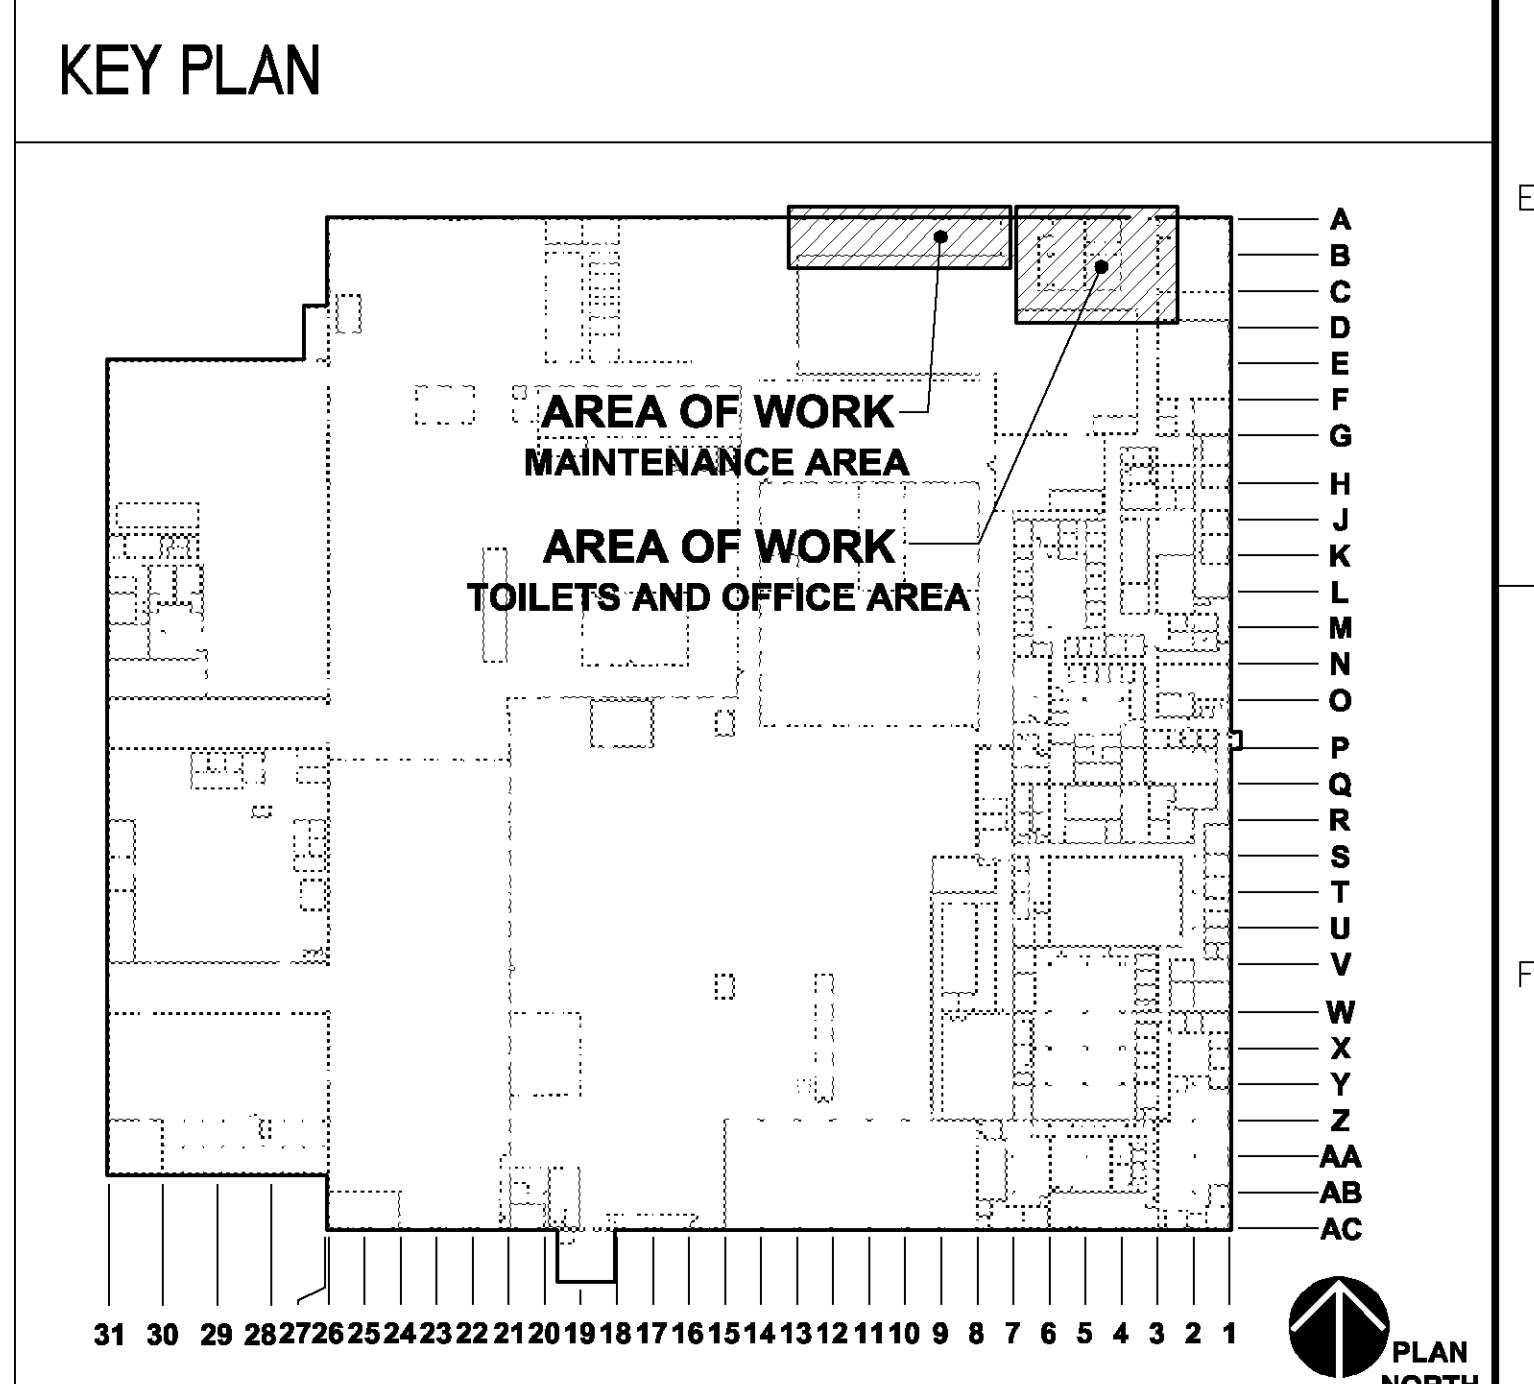 KEY PLAN
E
A
B
C
D
E
F
G
H
J
K
L
M
N
O
P
Q
R
S
T
U
V
W
X
Y
Z
AA
AB
AC
AREA OF WORK
MAINTENANCE AREA
AREA OF WORK
TOILETS AND OFFICE AREA
F
31 30 29 28 27 26 25 24 23 22 21 20 19 18 17 16 15 14 13 12 11 10 9 8 7 6 5 4 3 2 1
PLAN
NORTH